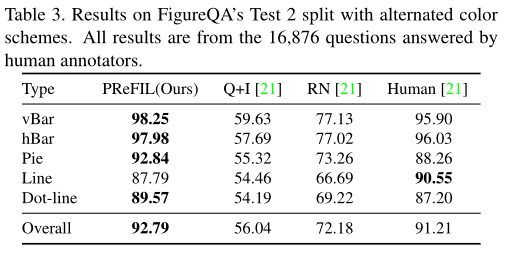 Table 3. Results on FigureQA's Test 2 split with alternated color
schemes. All results are from the 16,876 questions answered by
human annotators.
Type PReFIL(Ours) Q+I [21] RN [21] Human [21]
vBar 98.25 59.63 77.13 95.90
hBar 97.98 57.69 77.02 96.03
Pie 92.84 55.32 73.26 88.26
Line 87.79 54.46 66.69 90.55
Dot-line 89.57 54.19 69.22 87.20
Overall 92.79 56.04 72.18 91.21